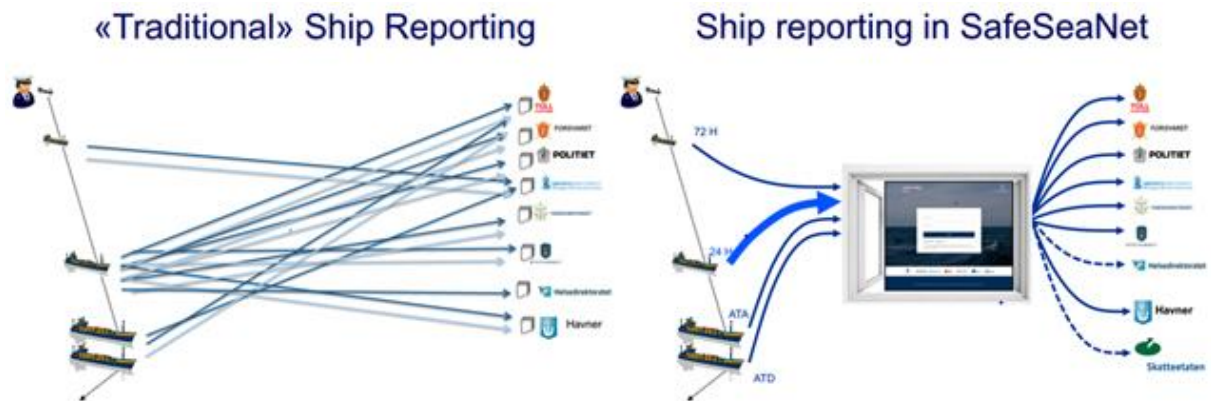 «Traditional» Ship Reporting
TOLL
FORSVARET
POLITIET
Helsedirektoratet
Havner
Ship reporting in SafeSeaNet
72 H
24 H
ATA
ATD
TOLL
FORSVARET
POLITIET
Helsedirektoratet
Havner
Skatteetaten